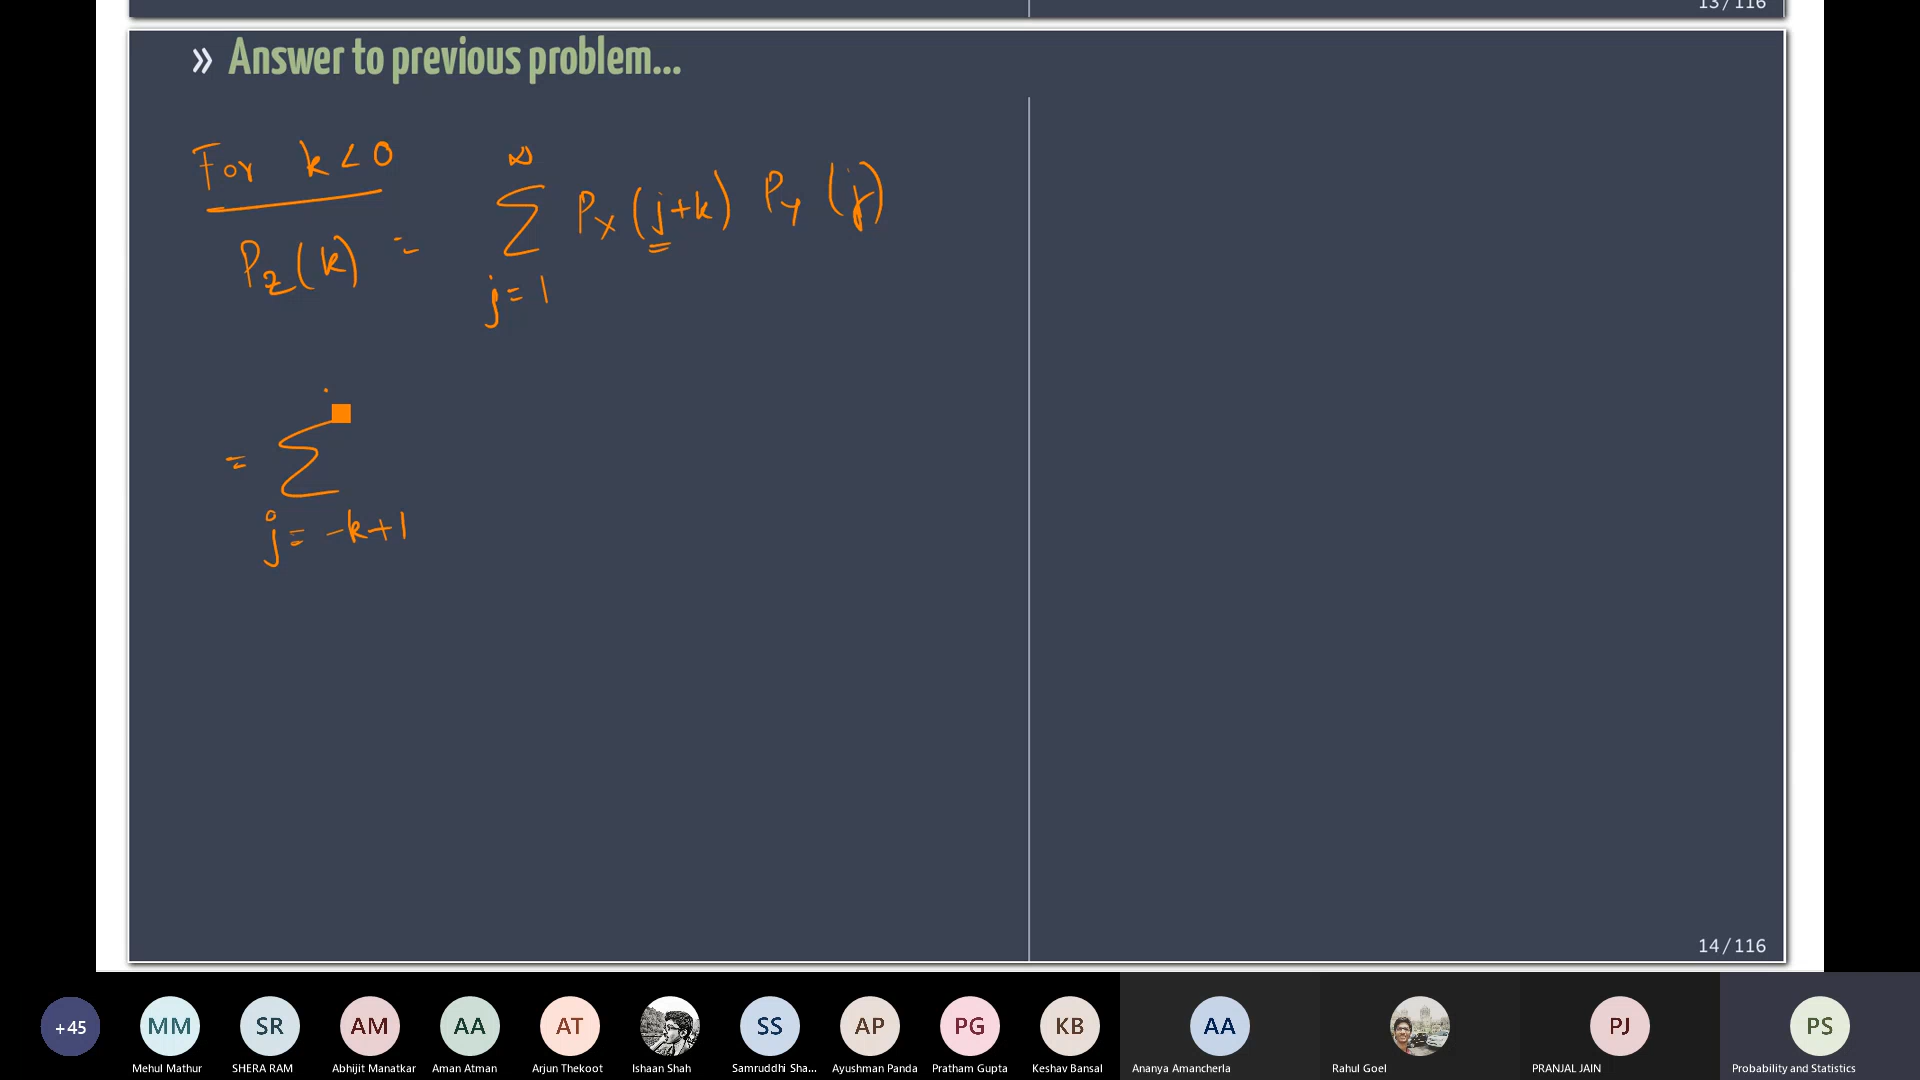 13/116
» Answer to previous problem...
For k<0
P_Z(k) = ∑_{j=1}^{∞} P_X(j+k) P_Y(j)
= ∑_{j=-k+1}
14/116
+45
MM SR AM AA AT SS AP PG KB AA PJ PS
Mehul Mathur SHERA RAM Abhijit Manatkar Aman Atman Arjun Thekoot Ishaan Shah Samruddhi Sha... Ayushman Panda Pratham Gupta Keshav Bansal Ananya Amancherla Rahul Goel PRANJAL JAIN Probability and Statistics